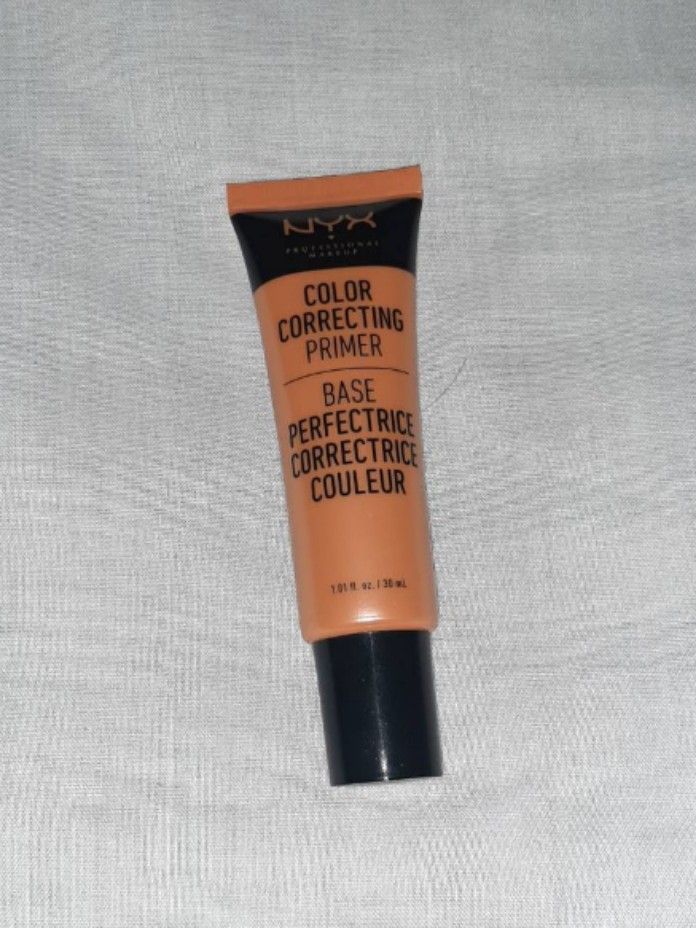 NYX
PROFESSIONAL
MAKEUP
COLOR
CORRECTING
PRIMER
BASE
PERFECTRICE
CORRECTRICE
COULEUR
1.01 fl. oz. / 30 mL